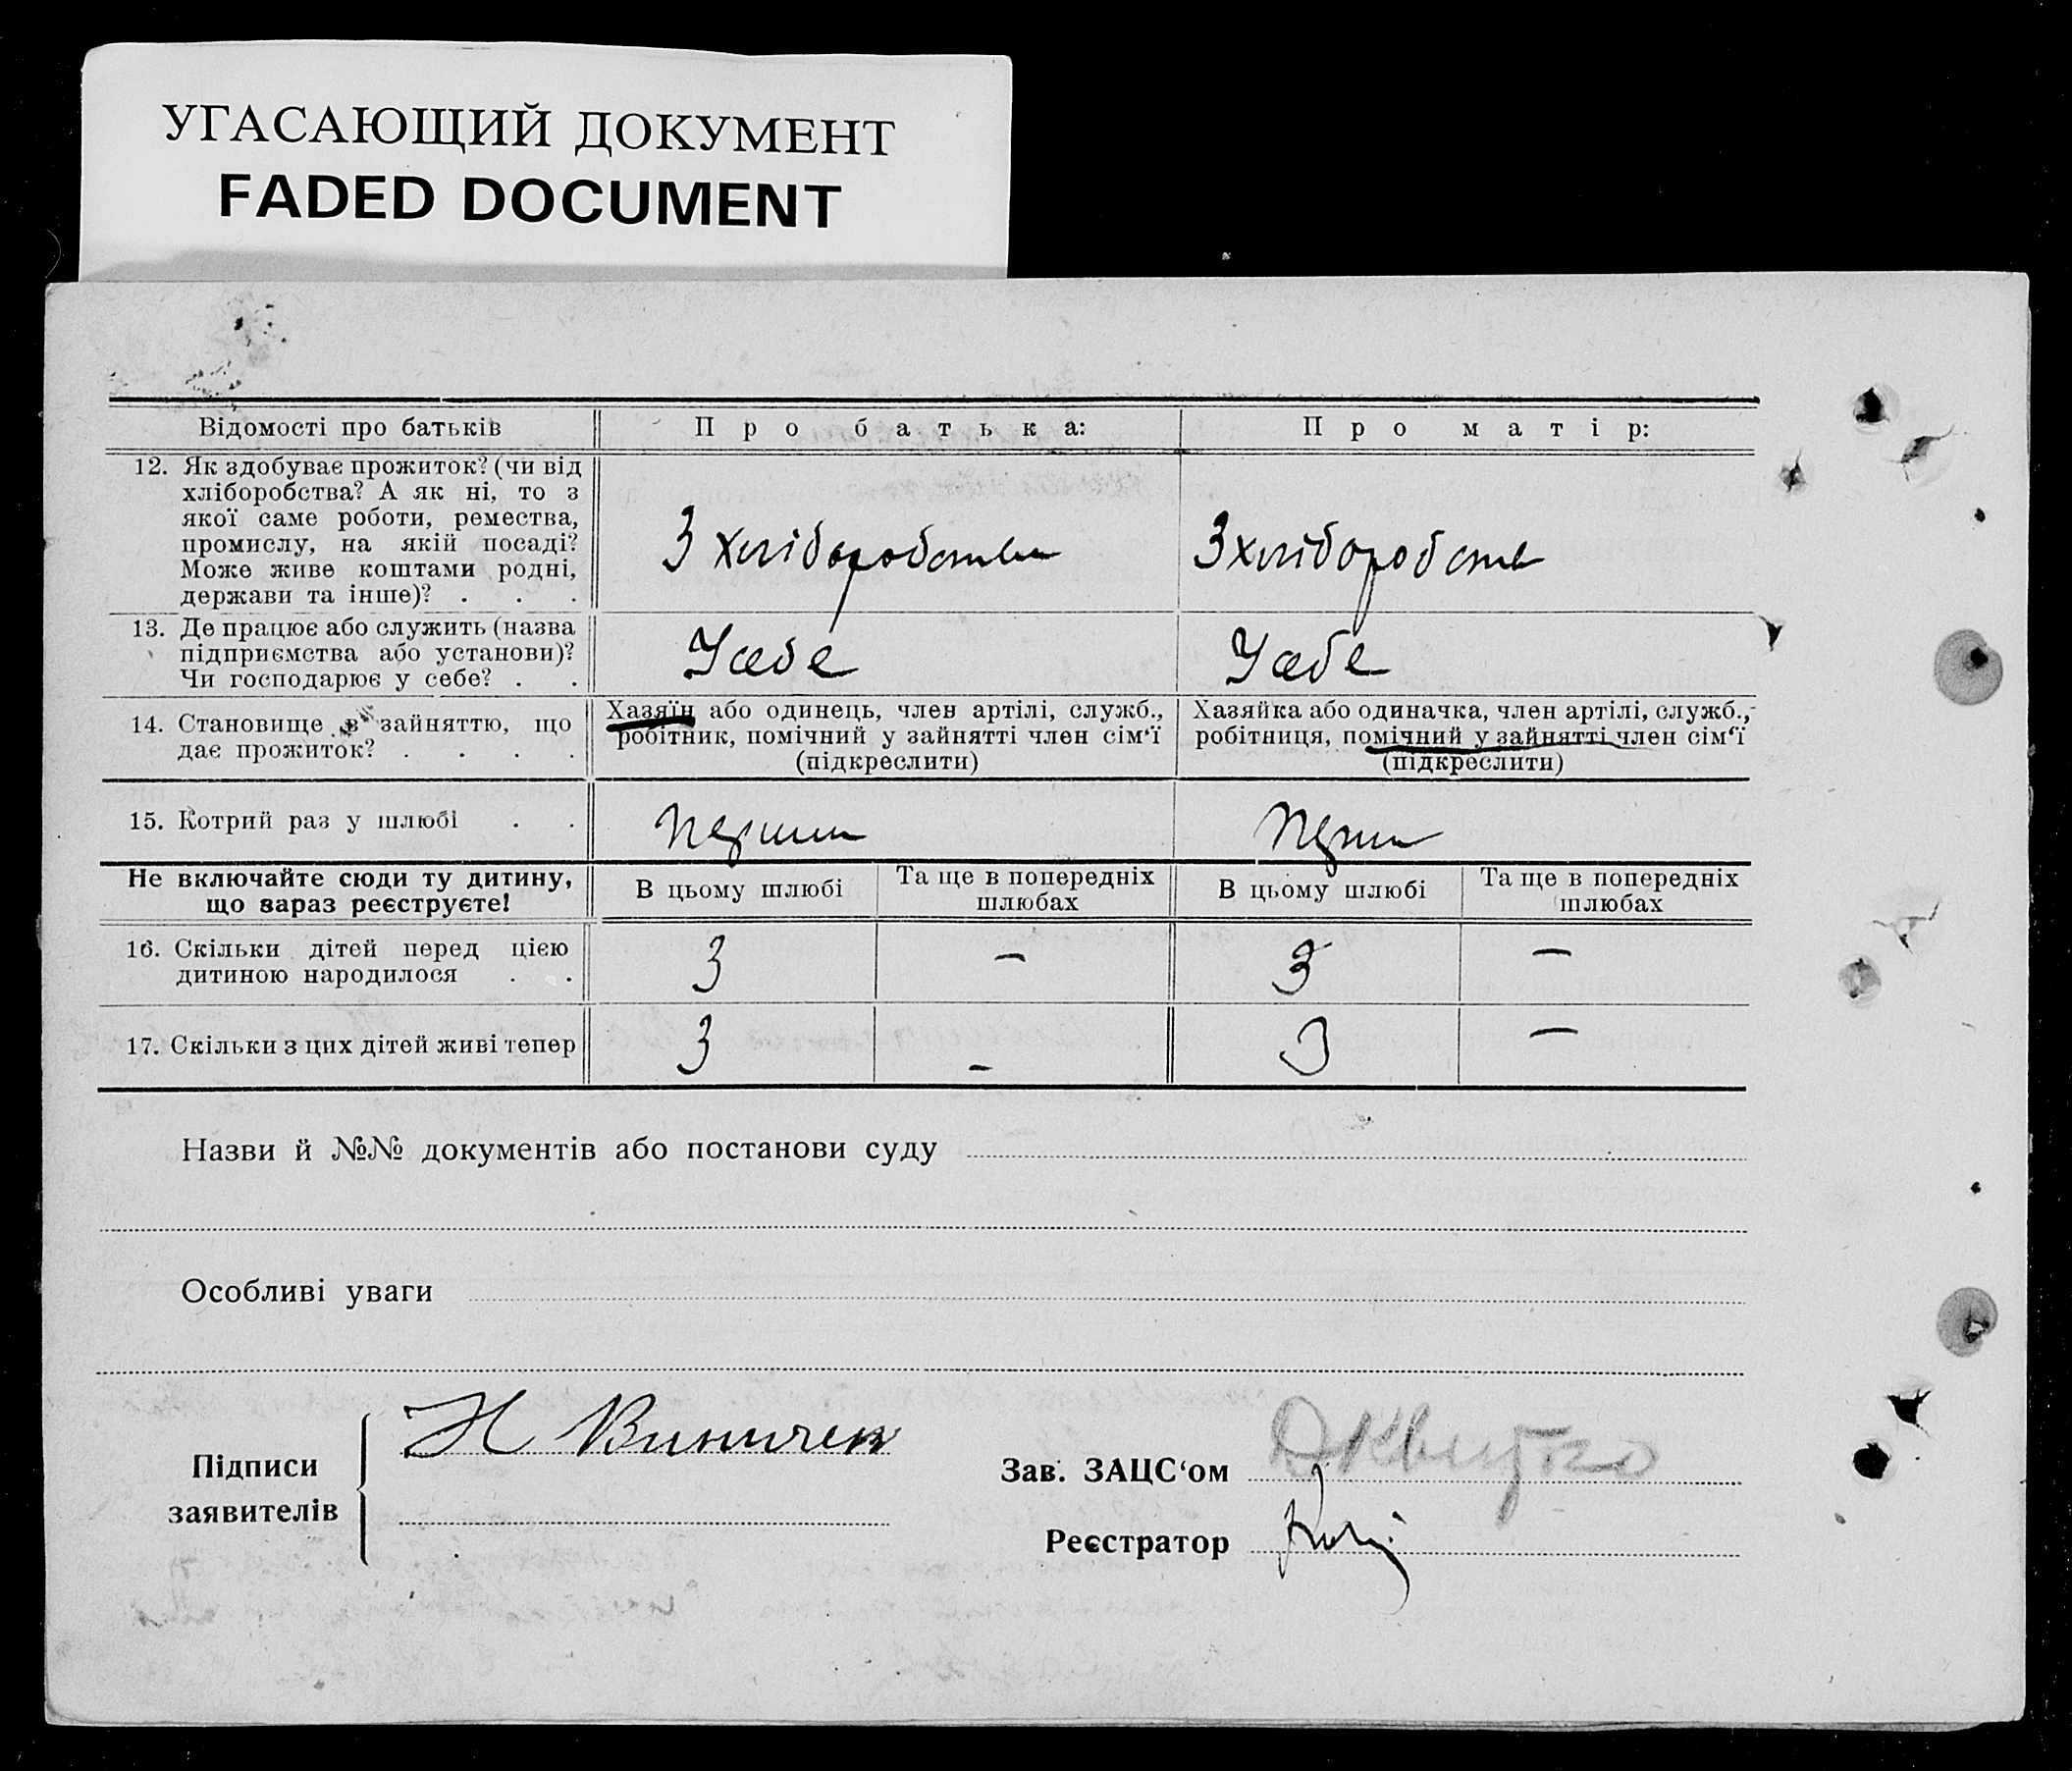 УГАСАЮЩИЙ ДОКУМЕНТ
FADED DOCUMENT
Відомості про батьків
Про батька:
Про матір:
12. Як здобуває прожиток? (чи від
хліборобства? А як ні, то з
якої саме роботи, ремества,
промислу, на якій посаді?
Може живе коштами родні,
держави та інше)? . . .
З хліборобства
З хліборобств
13. Де працює або служить (назва
підприємства або установи)?
Чи господарює у себе? . .
У себе
У себе
14. Становище в зайняттю, що
дає прожиток? . . . .
Хазяїн або одинець, член артілі, служб.,
робітник, помічний у зайнятті член сім'ї
(підкреслити)
Хазяйка або одиначка, член артілі, служб.,
робітниця, помічний у зайнятті член сім'ї
(підкреслити)
15. Котрий раз у шлюбі . .
Не включайте сюди ту дитину,
що зараз реєструєте!
В цьому шлюбі
Та ще в попередніх
шлюбах
В цьому шлюбі
Та ще в попередніх
шлюбах
16. Скільки дітей перед цією
дитиною народилося . .
3
—
3
—
17. Скільки з цих дітей живі тепер
3
—
3
—
Назви й №№ документів або постанови суду
Особливі уваги
Підписи
заявителів
Н
Зав. ЗАЦС'ом
Реєстратор